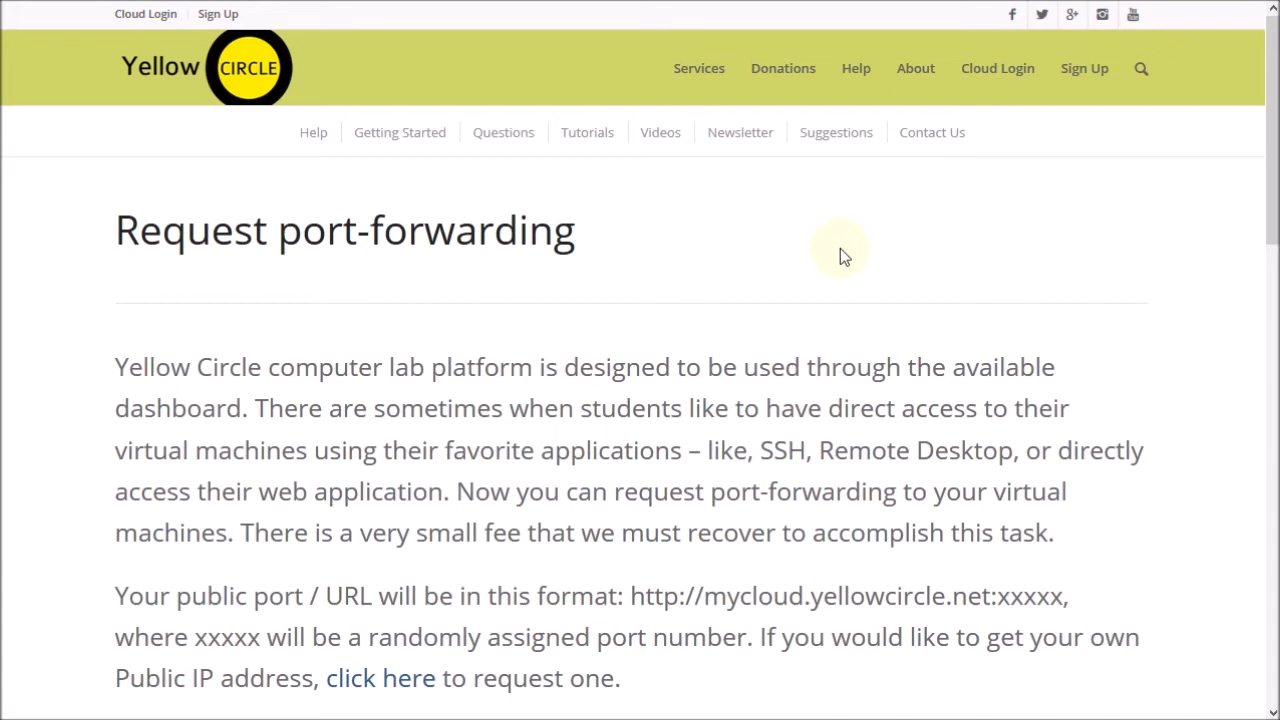 Cloud Login Sign Up
Yellow CIRCLE
Services Donations Help About Cloud Login Sign Up
Help Getting Started Questions Tutorials Videos Newsletter Suggestions Contact Us
Request port-forwarding
Yellow Circle computer lab platform is designed to be used through the available
dashboard. There are sometimes when students like to have direct access to their
virtual machines using their favorite applications – like, SSH, Remote Desktop, or directly
access their web application. Now you can request port-forwarding to your virtual
machines. There is a very small fee that we must recover to accomplish this task.
Your public port / URL will be in this format: http://mycloud.yellowcircle.net:xxxxx,
where xxxxx will be a randomly assigned port number. If you would like to get your own
Public IP address, click here to request one.